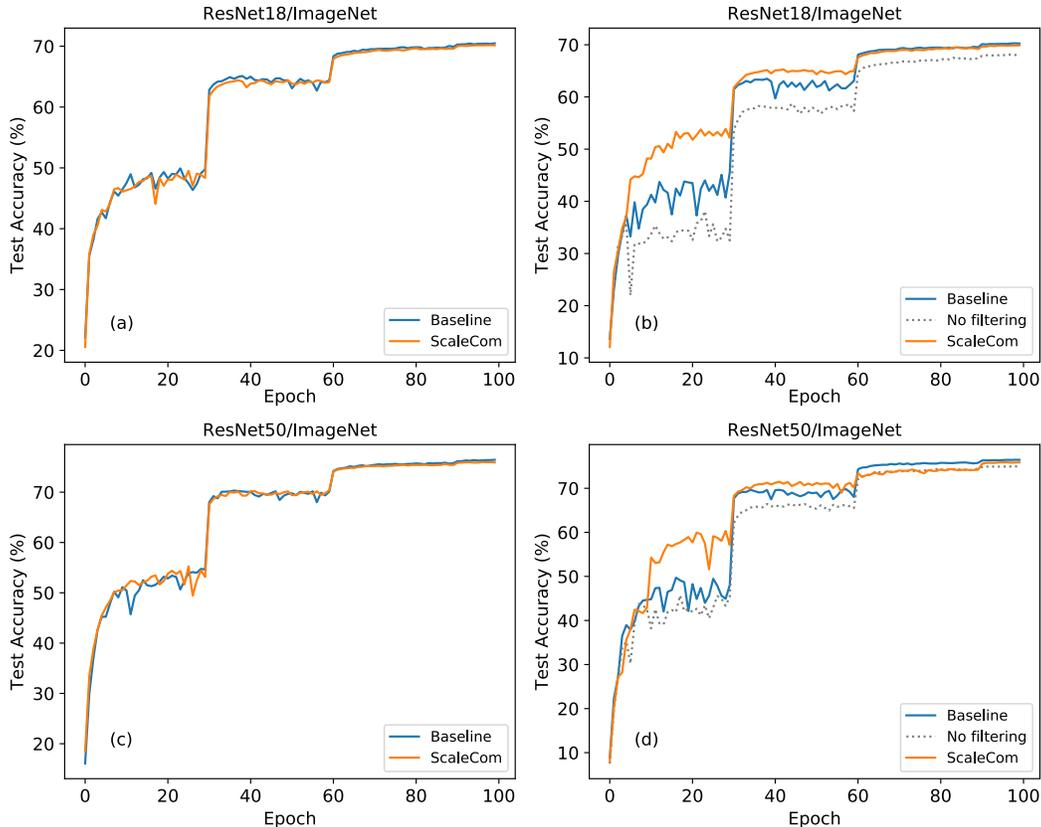 ResNet18/ImageNet
70
60
50
40
30
20
Test Accuracy (%)
(a)
Baseline
ScaleCom
0 20 40 60 80 100
Epoch
ResNet18/ImageNet
70
60
50
40
30
20
10
Test Accuracy (%)
(b)
Baseline
No filtering
ScaleCom
0 20 40 60 80 100
Epoch
ResNet50/ImageNet
70
60
50
40
30
20
Test Accuracy (%)
(c)
Baseline
ScaleCom
0 20 40 60 80 100
Epoch
ResNet50/ImageNet
70
60
50
40
30
20
10
Test Accuracy (%)
(d)
Baseline
No filtering
ScaleCom
0 20 40 60 80 100
Epoch